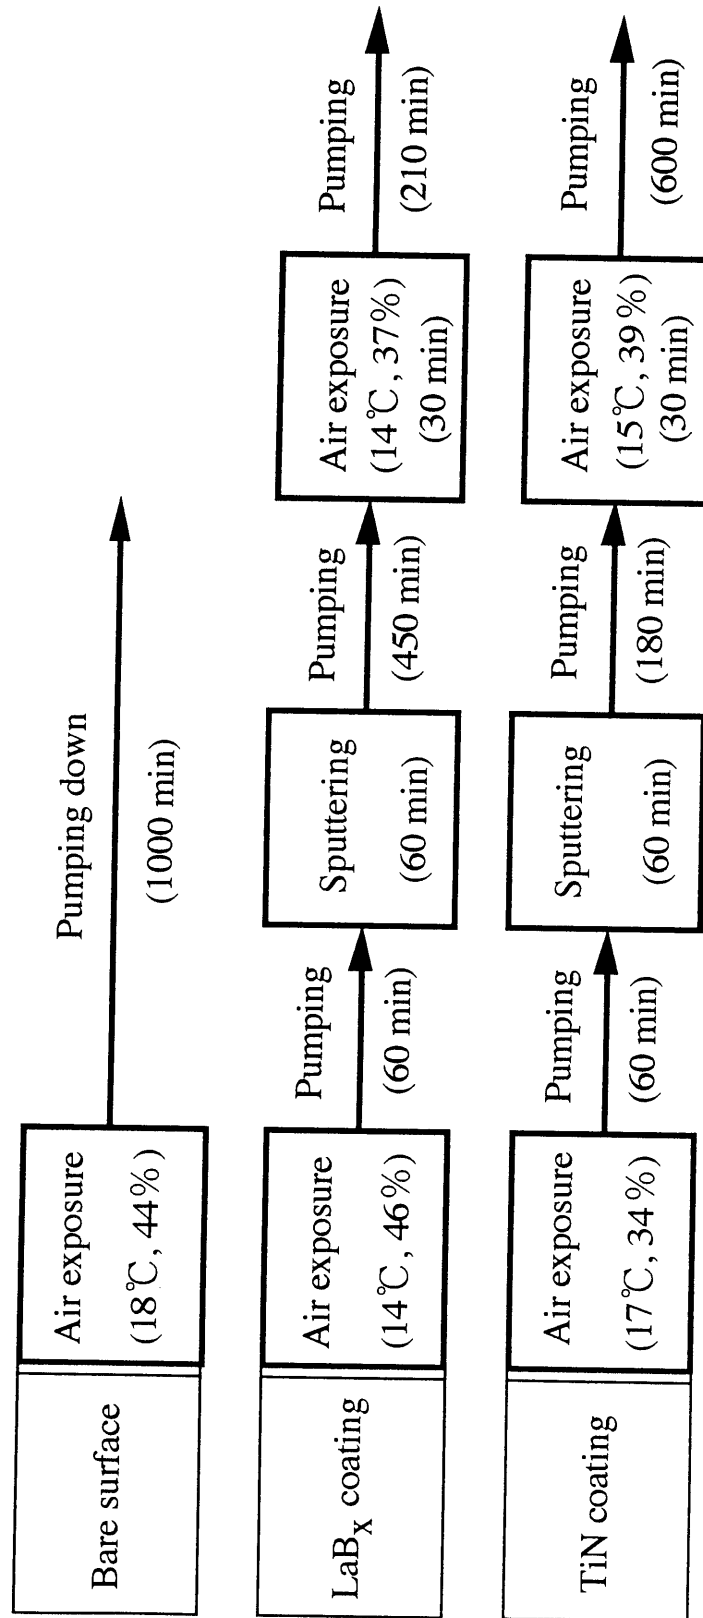 Bare surface
Air exposure
(18℃, 44%)
Pumping down
(1000 min)
LaBX coating
Air exposure
(14℃, 46%)
Pumping
(60 min)
Sputtering
(60 min)
Pumping
(450 min)
Air exposure
(14℃, 37%)
(30 min)
Pumping
(210 min)
TiN coating
Air exposure
(17℃, 34%)
Pumping
(60 min)
Sputtering
(60 min)
Pumping
(180 min)
Air exposure
(15℃, 39%)
(30 min)
Pumping
(600 min)